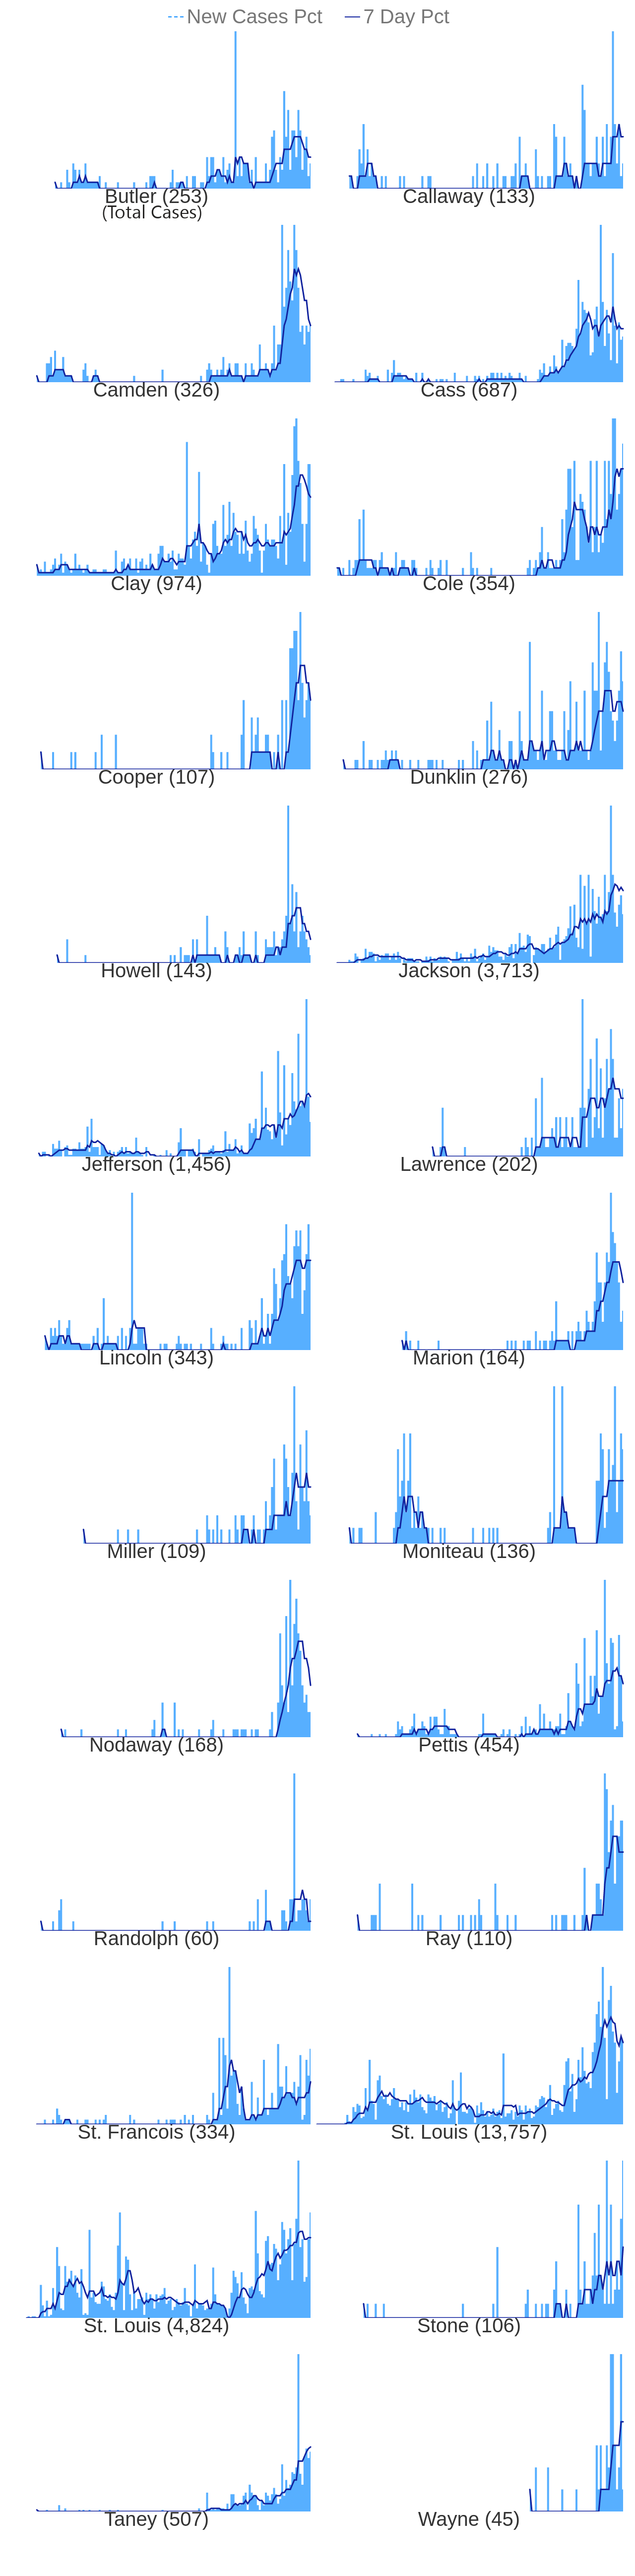 New Cases Pct 7 Day Pct
Butler (253) Callaway (133)
(Total Cases)
Camden (326) Cass (687)
Clay (974) Cole (354)
Cooper (107) Dunklin (276)
Howell (143) Jackson (3,713)
Jefferson (1,456) Lawrence (202)
Lincoln (343) Marion (164)
Miller (109) Moniteau (136)
Nodaway (168) Pettis (454)
Randolph (60) Ray (110)
St. Francois (334) St. Louis (13,757)
St. Louis (4,824) Stone (106)
Taney (507) Wayne (45)